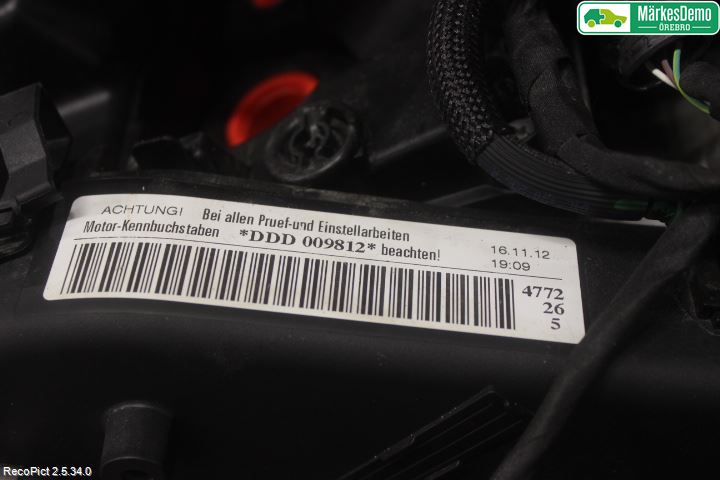 MärkesDemo
ÖREBRO
ACHTUNG! Bei allen Pruef-und Einstellarbeiten
Motor-Kennbuchstaben *DDD 009812* beachten!
16.11.12
19:09
4772
26
5
RecoPict 2.5.34.0